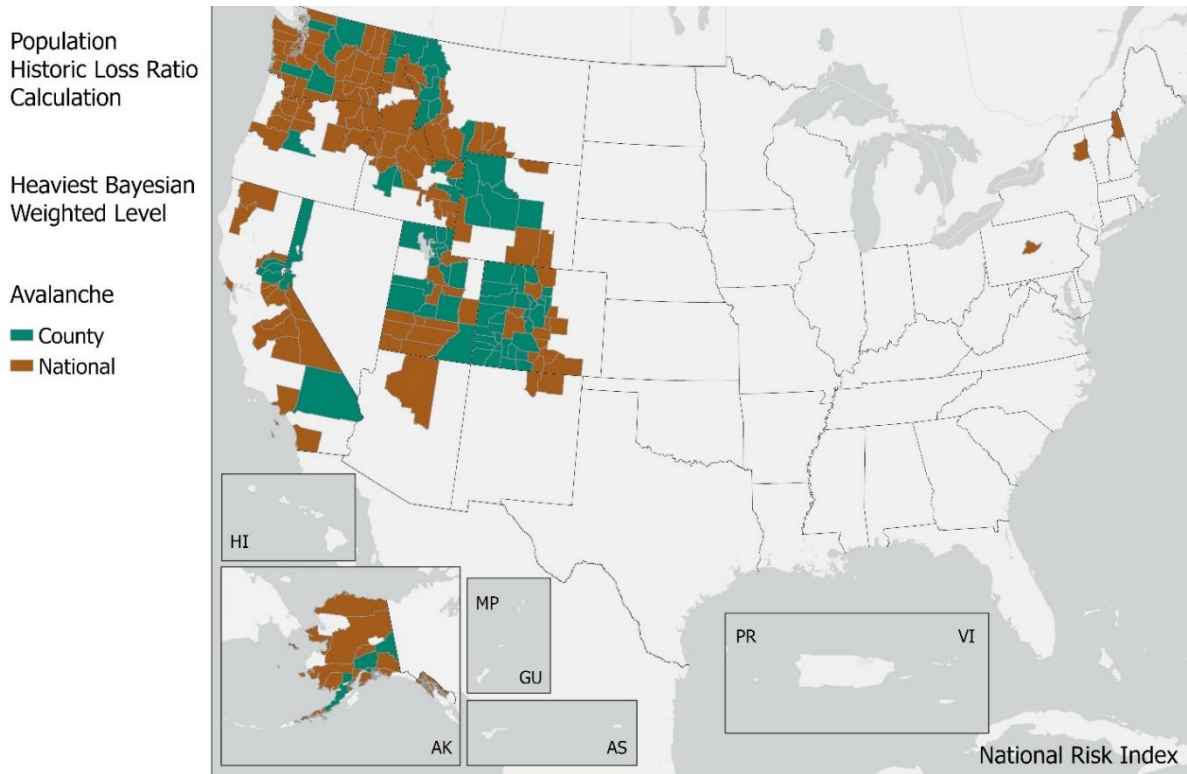 Population
Historic Loss Ratio
Calculation
Heaviest Bayesian
Weighted Level
Avalanche
County
National
HI
AK
MP
GU
AS
PR
VI
National Risk Index